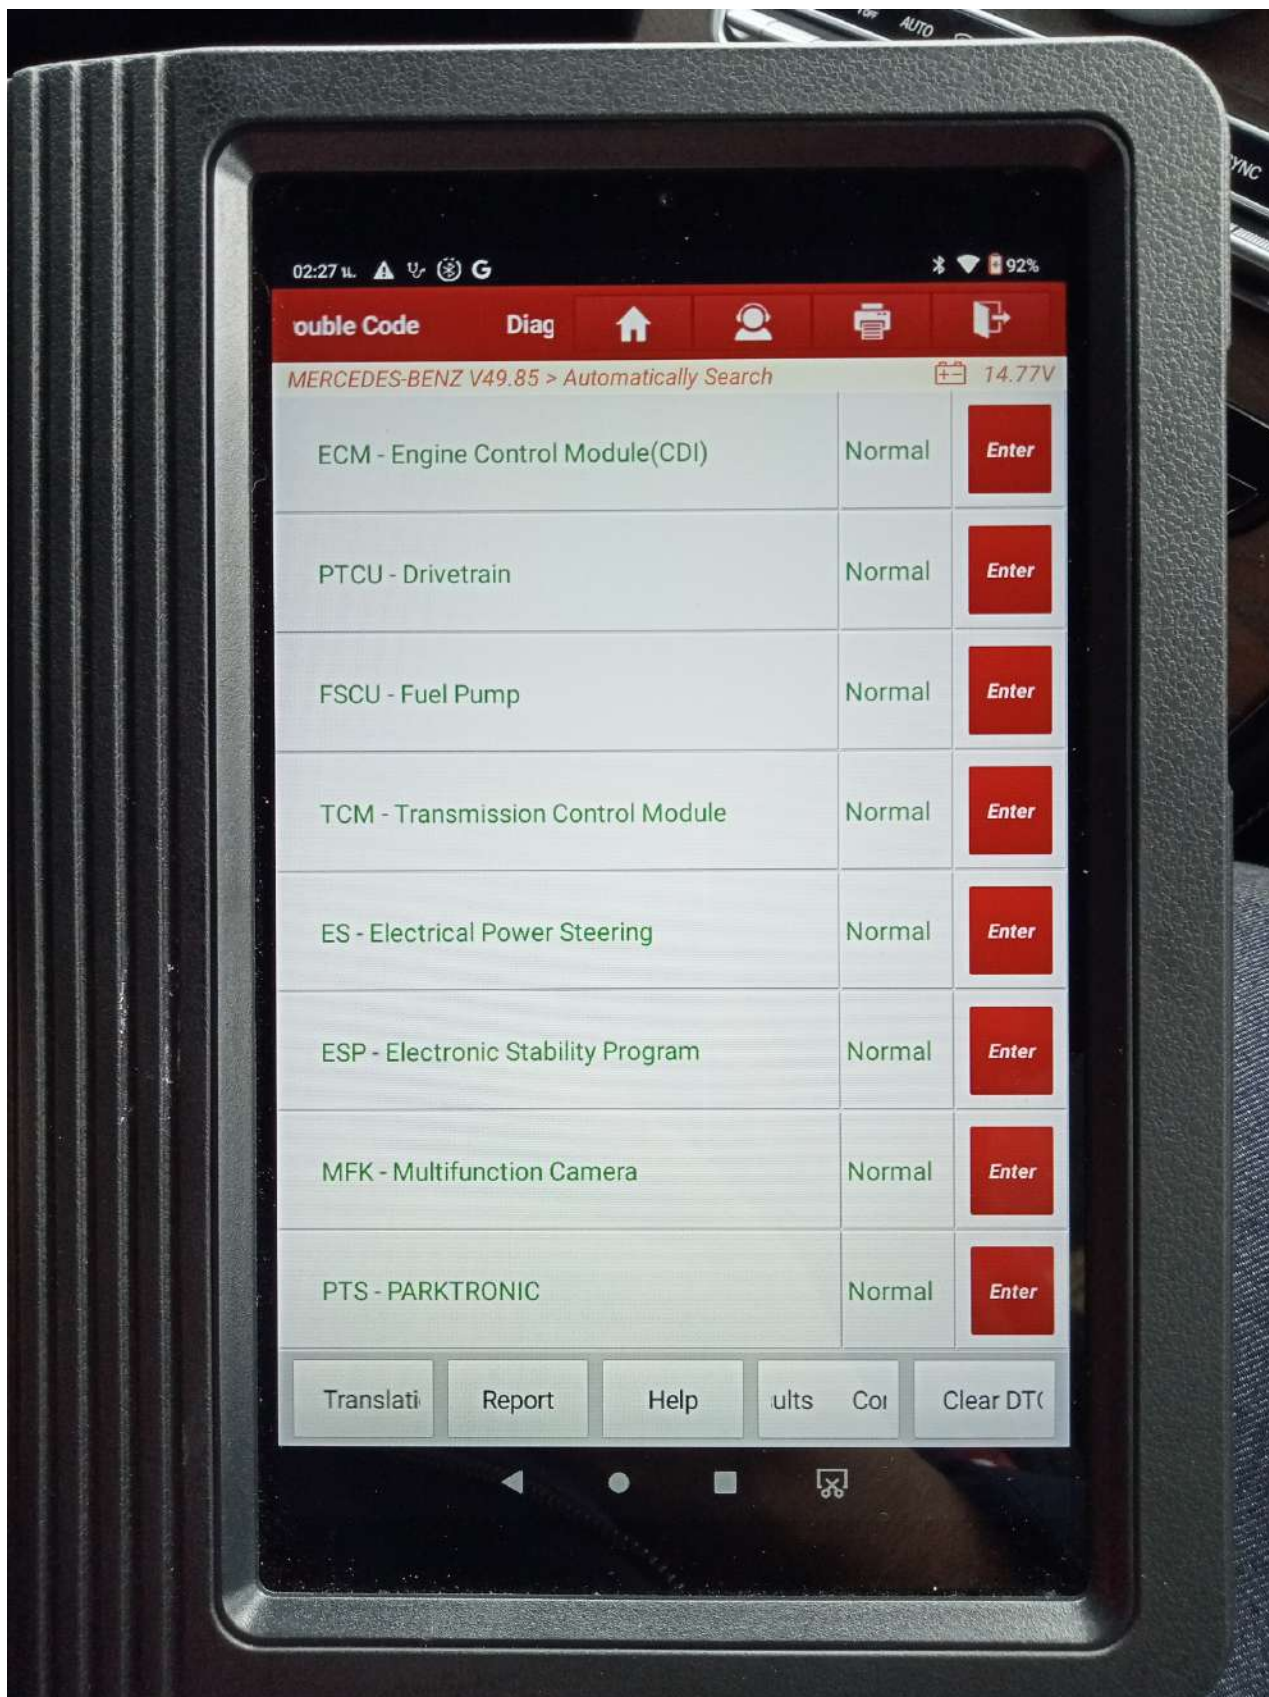 AUTO
YNC
02:27 น. G 92%
ouble Code Diag
MERCEDES-BENZ V49.85 > Automatically Search 14.77V
ECM - Engine Control Module(CDI) Normal Enter
PTCU - Drivetrain Normal Enter
FSCU - Fuel Pump Normal Enter
TCM - Transmission Control Module Normal Enter
ES - Electrical Power Steering Normal Enter
ESP - Electronic Stability Program Normal Enter
MFK - Multifunction Camera Normal Enter
PTS - PARKTRONIC Normal Enter
Translati Report Help ults Cor Clear DTC